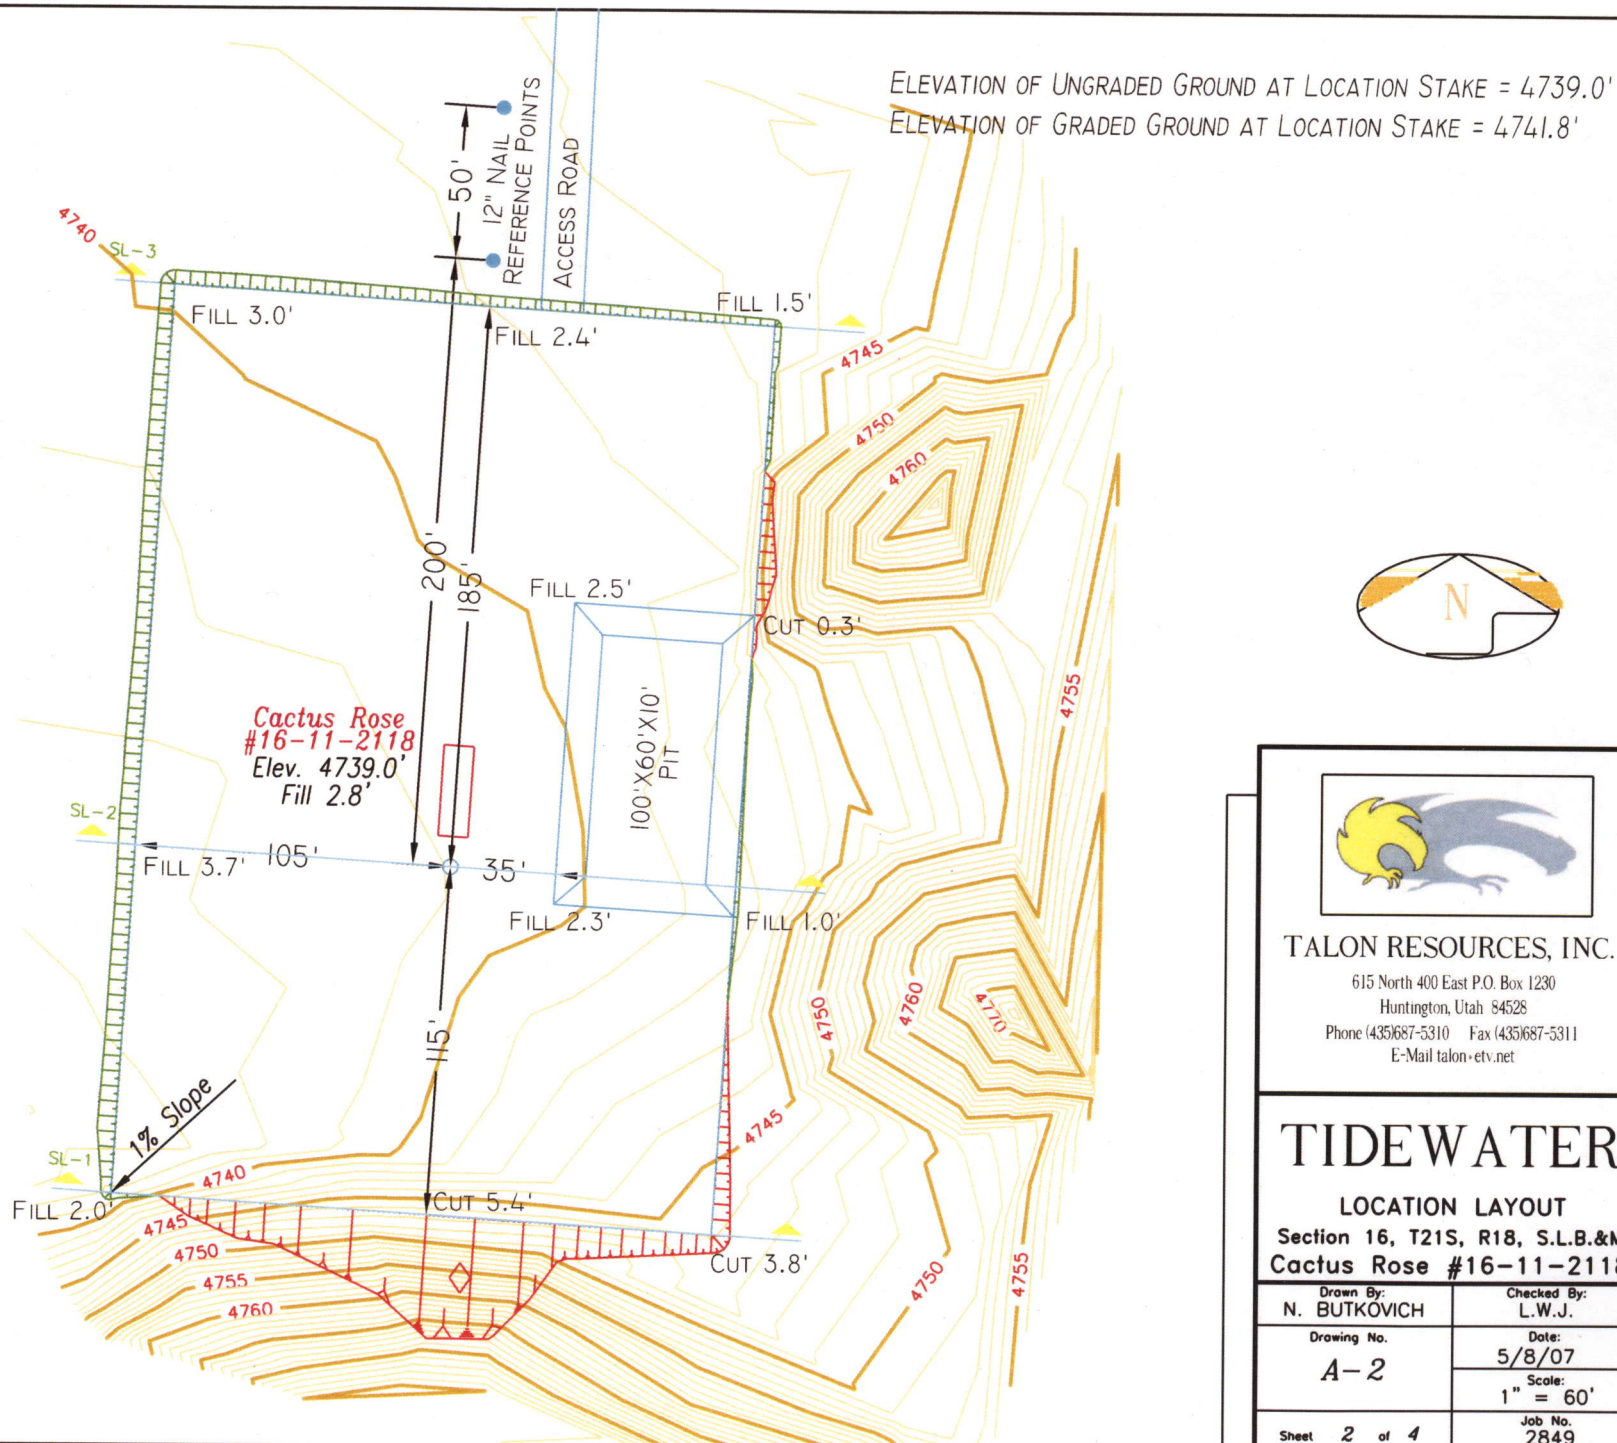 ELEVATION OF UNGRADED GROUND AT LOCATION STAKE = 4739.0'
ELEVATION OF GRADED GROUND AT LOCATION STAKE = 4741.8'
50'
12" NAIL
REFERENCE POINTS
ACCESS ROAD
4740
SL-3
FILL 3.0'
FILL 2.4'
FILL 1.5'
4745
4750
4760
200'
185'
FILL 2.5'
CUT 0.3'
N
4755
100'X60'X10'
PIT
Cactus Rose
#16-11-2118
Elev. 4739.0'
Fill 2.8'
SL-2
FILL 3.7'
105'
35'
FILL 2.3'
FILL 1.0'
4750
4760
4770
115'
4745
1% Slope
SL-1
FILL 2.0'
4740
CUT 5.4'
4745
4750
4755
4760
CUT 3.8'
4750
4755
TALON RESOURCES, INC.
615 North 400 East P.O. Box 1230
Huntington, Utah 84528
Phone (435)687-5310 Fax (435)687-5311
E-Mail talon@etv.net
TIDEWATER
LOCATION LAYOUT
Section 16, T21S, R18, S.L.B.&M
Cactus Rose #16-11-2118
Drawn By:
N. BUTKOVICH
Checked By:
L.W.J.
Drawing No.
A-2
Date:
5/8/07
Scale:
1" = 60'
Sheet 2 of 4
Job No.
2849